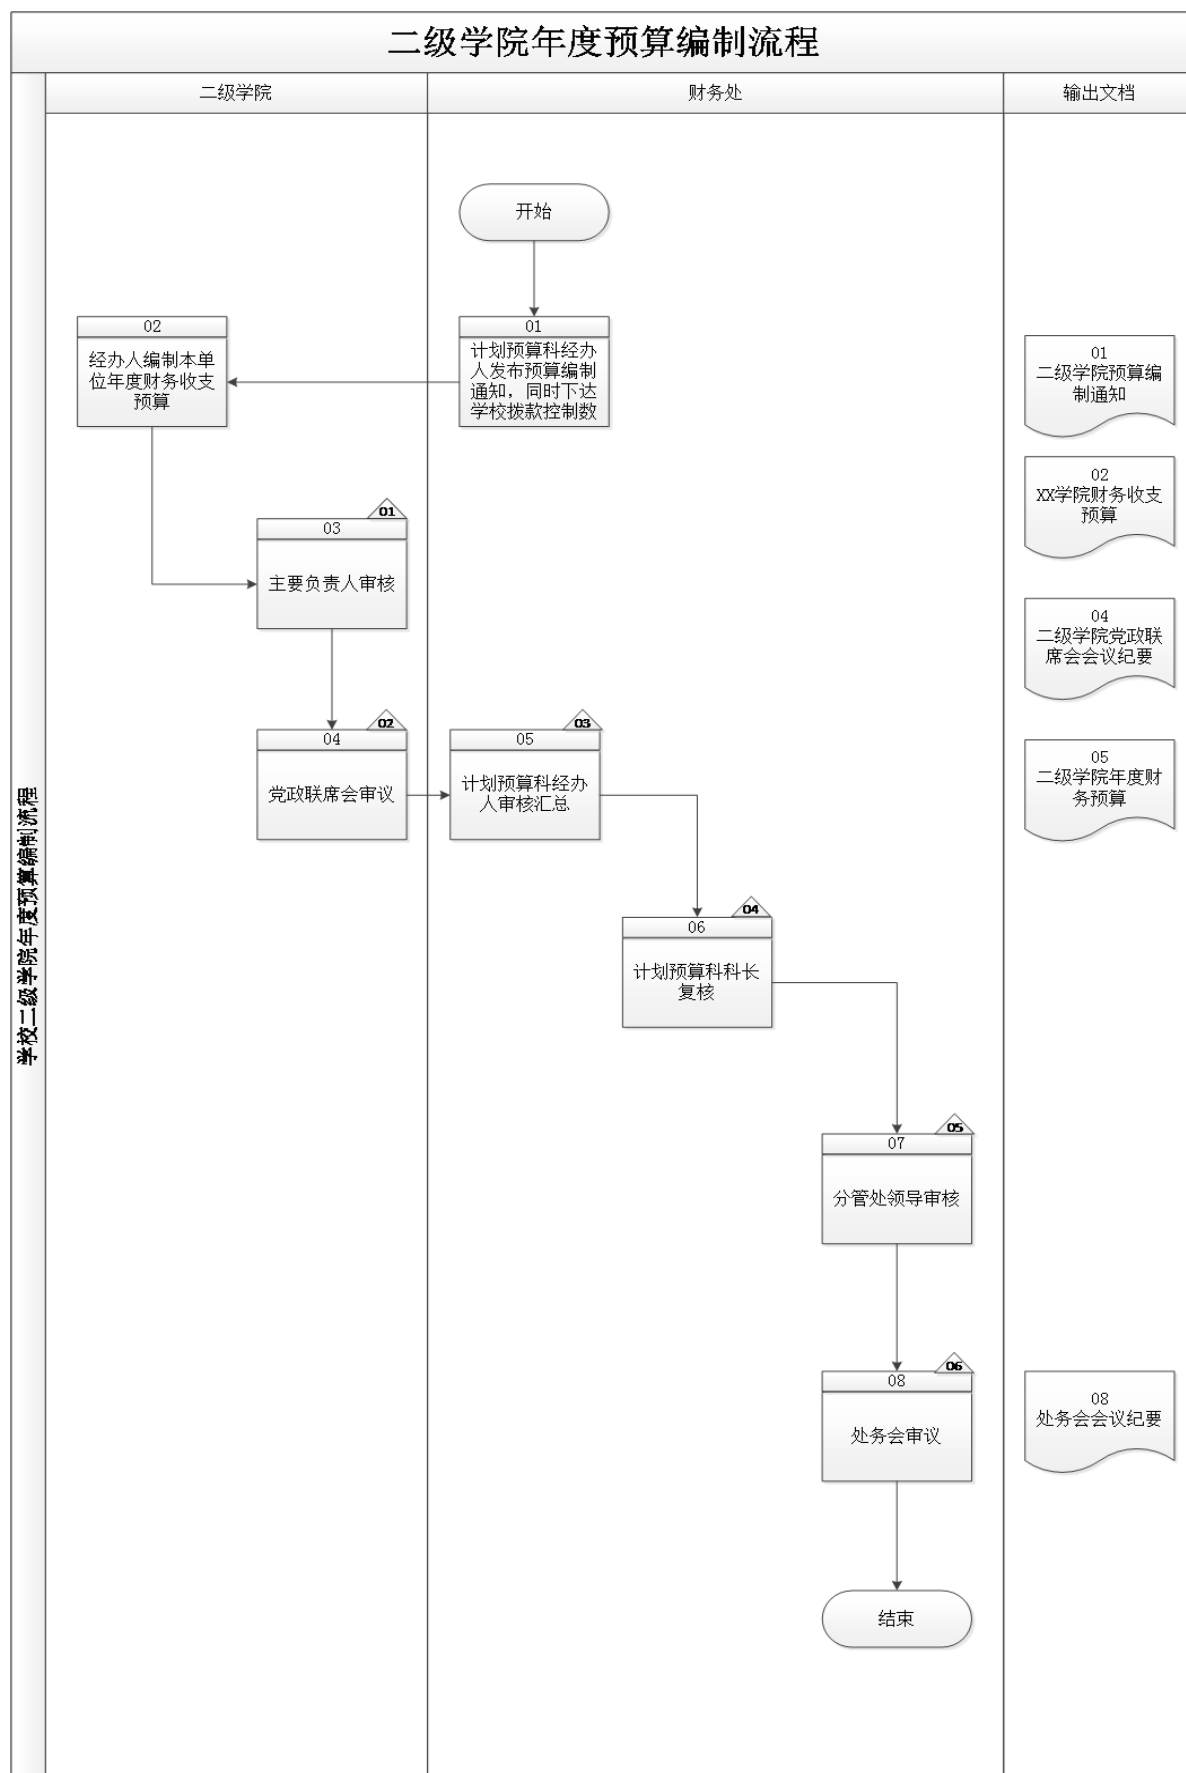 二级学院年度预算编制流程
二级学院
财务处
输出文档
学校二级学院年度预算编制流程
开始
02
经办人编制本单
位年度财务收支
预算
01
计划预算科经办
人发布预算编制
通知，同时下达
学校拨款控制数
01
二级学院预算编
制通知
02
XX学院财务收支
预算
01
03
主要负责人审核
04
二级学院党政联
席会会议纪要
02
04
党政联席会审议
03
05
计划预算科经办
人审核汇总
05
二级学院年度财
务预算
04
06
计划预算科科长
复核
05
07
分管处领导审核
06
08
处务会审议
08
处务会会议纪要
结束